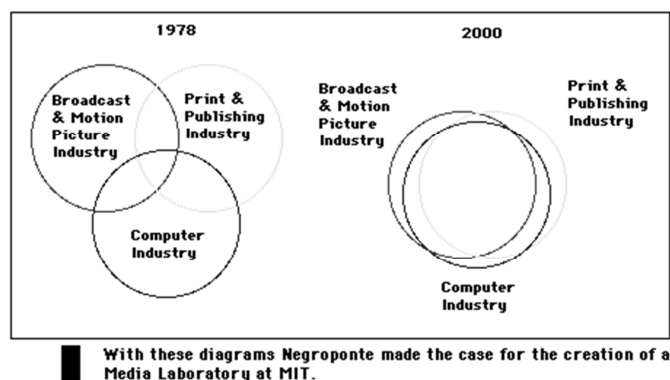 1978
2000
Broadcast
& Motion
Picture
Industry
Print &
Publishing
Industry
Computer
Industry
Broadcast
& Motion
Picture
Industry
Print &
Publishing
Industry
Computer
Industry
With these diagrams Negroponte made the case for the creation of a
Media Laboratory at MIT.